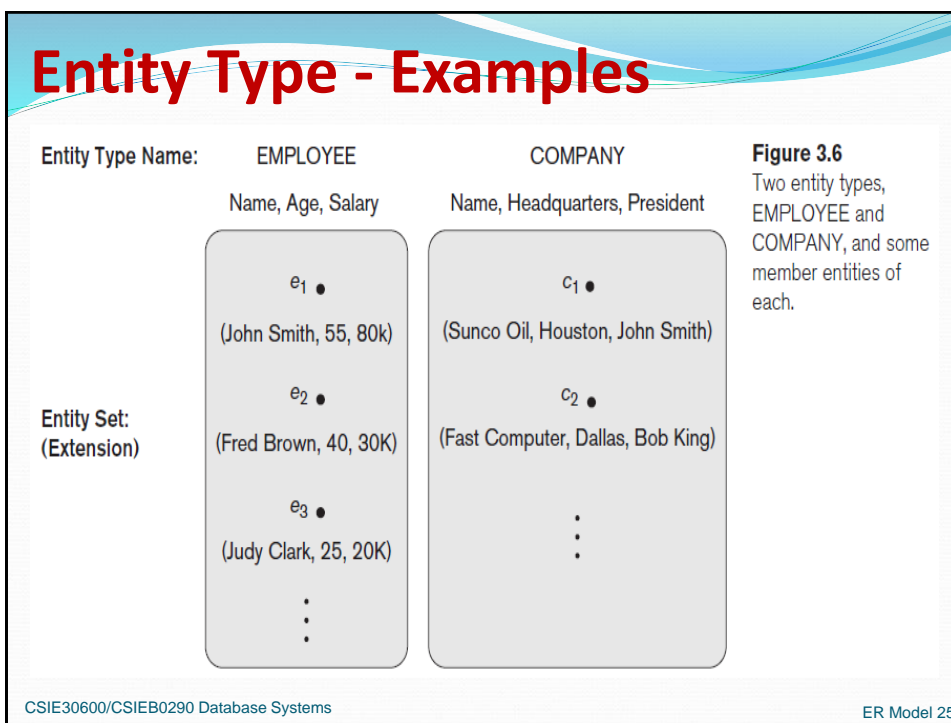 Entity Type - Examples
Entity Type Name:
EMPLOYEE
COMPANY
Name, Age, Salary
Name, Headquarters, President
Figure 3.6
Two entity types,
EMPLOYEE and
COMPANY, and some
member entities of
each.
Entity Set:
(Extension)
e1
(John Smith, 55, 80k)
e2
(Fred Brown, 40, 30K)
e3
(Judy Clark, 25, 20K)
c1
(Sunco Oil, Houston, John Smith)
c2
(Fast Computer, Dallas, Bob King)
CSIE30600/CSIEB0290 Database Systems
ER Model 25